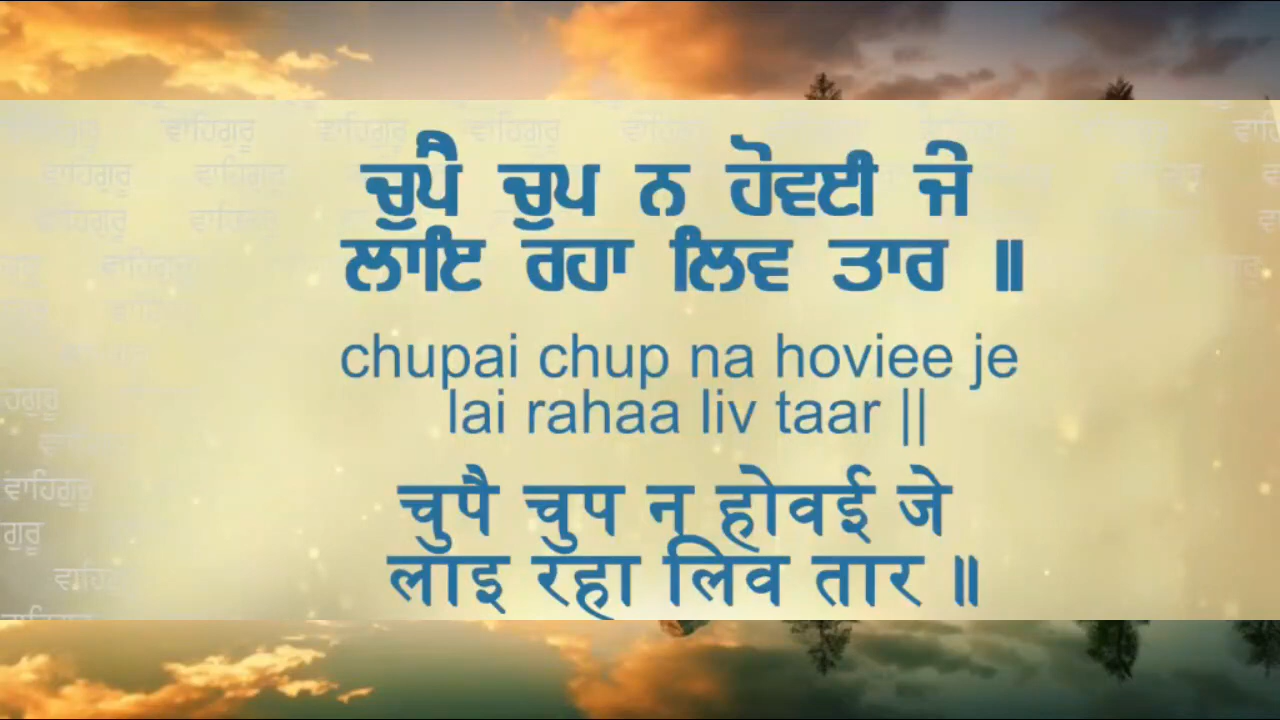 ਵਾਹਿਗੁਰੂ ਵਾਹਿਗੁਰੂ ਵਾਹਿਗੁਰੂ ਵਾਹਿਗੁਰੂ
ਵਾਹਿਗੁਰੂ ਵਾਹਿਗੁਰੂ
ਚੁਪੈ ਚੁਪ ਨ ਹੋਵਈ ਜੇ
ਲਾਇ ਰਹਾ ਲਿਵ ਤਾਰ ॥
chupai chup na hoviee je
lai rahaa liv taar ||
चुपै चुप न होवई जे
लाइ रहा लिव तार ॥
ਵਾਹਿਗੁਰੂ